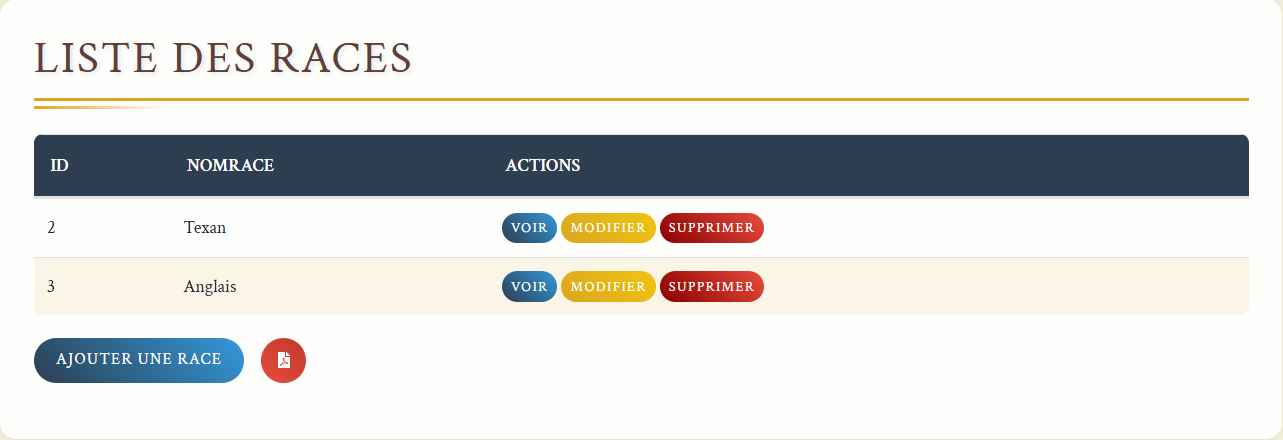 LISTE DES RACES
ID NOMRACE ACTIONS
2 Texan VOIR MODIFIER SUPPRIMER
3 Anglais VOIR MODIFIER SUPPRIMER
AJOUTER UNE RACE